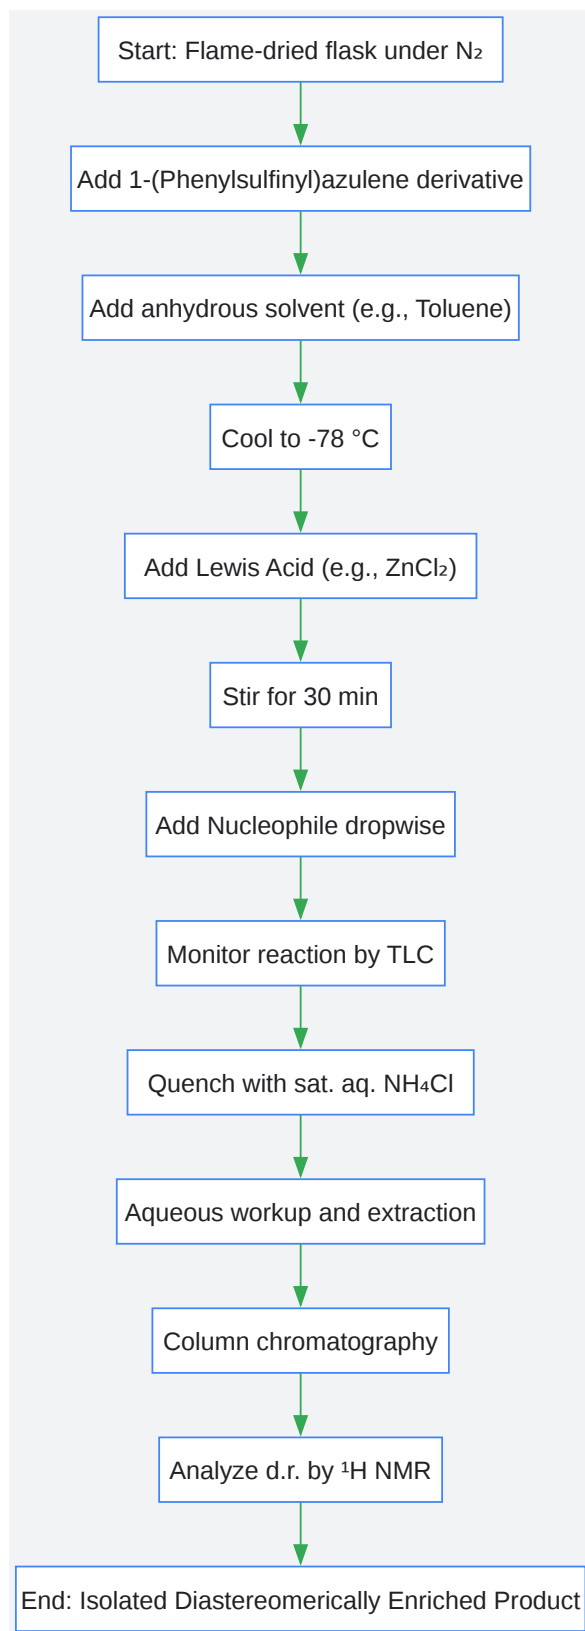 Start: Flame-dried flask under N₂
Add 1-(Phenylsulfinyl)azulene derivative
Add anhydrous solvent (e.g., Toluene)
Cool to -78 °C
Add Lewis Acid (e.g., ZnCl₂)
Stir for 30 min
Add Nucleophile dropwise
Monitor reaction by TLC
Quench with sat. aq. NH₄Cl
Aqueous workup and extraction
Column chromatography
Analyze d.r. by ¹H NMR
End: Isolated Diastereomerically Enriched Product